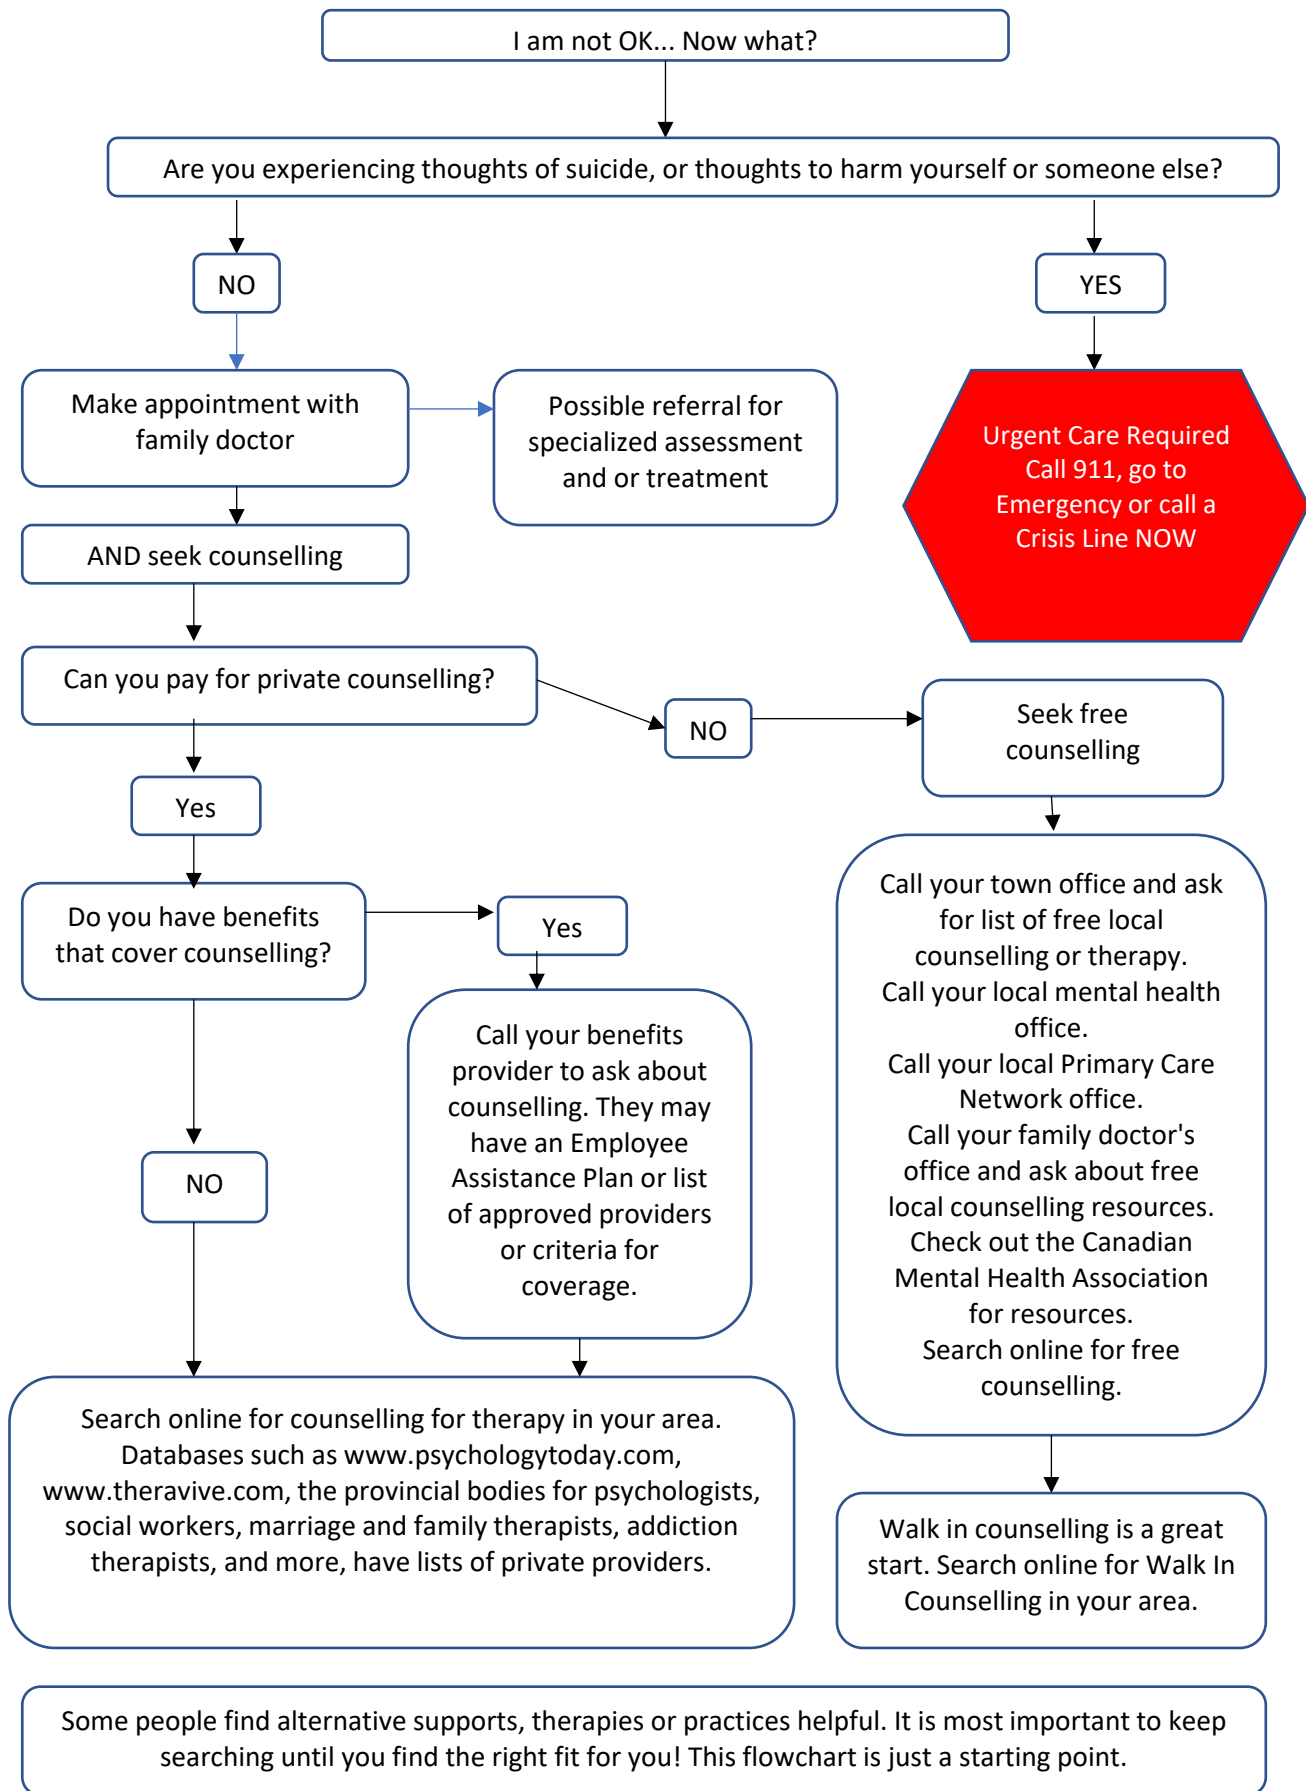 I am not OK... Now what?
Are you experiencing thoughts of suicide, or thoughts to harm yourself or someone else?
NO
YES
Make appointment with
family doctor
Possible referral for
specialized assessment
and or treatment
Urgent Care Required
Call 911, go to
Emergency or call a
Crisis Line NOW
AND seek counselling
Can you pay for private counselling?
NO
Seek free
counselling
Yes
Do you have benefits
that cover counselling?
Yes
Call your benefits
provider to ask about
counselling. They may
have an Employee
Assistance Plan or list
of approved providers
or criteria for
coverage.
NO
Call your town office and ask
for list of free local
counselling or therapy.
Call your local mental health
office.
Call your local Primary Care
Network office.
Call your family doctor's
office and ask about free
local counselling resources.
Check out the Canadian
Mental Health Association
for resources.
Search online for free
counselling.
Search online for counselling for therapy in your area.
Databases such as www.psychologytoday.com,
www.theravive.com, the provincial bodies for psychologists,
social workers, marriage and family therapists, addiction
therapists, and more, have lists of private providers.
Walk in counselling is a great
start. Search online for Walk In
Counselling in your area.
Some people find alternative supports, therapies or practices helpful. It is most important to keep
searching until you find the right fit for you! This flowchart is just a starting point.